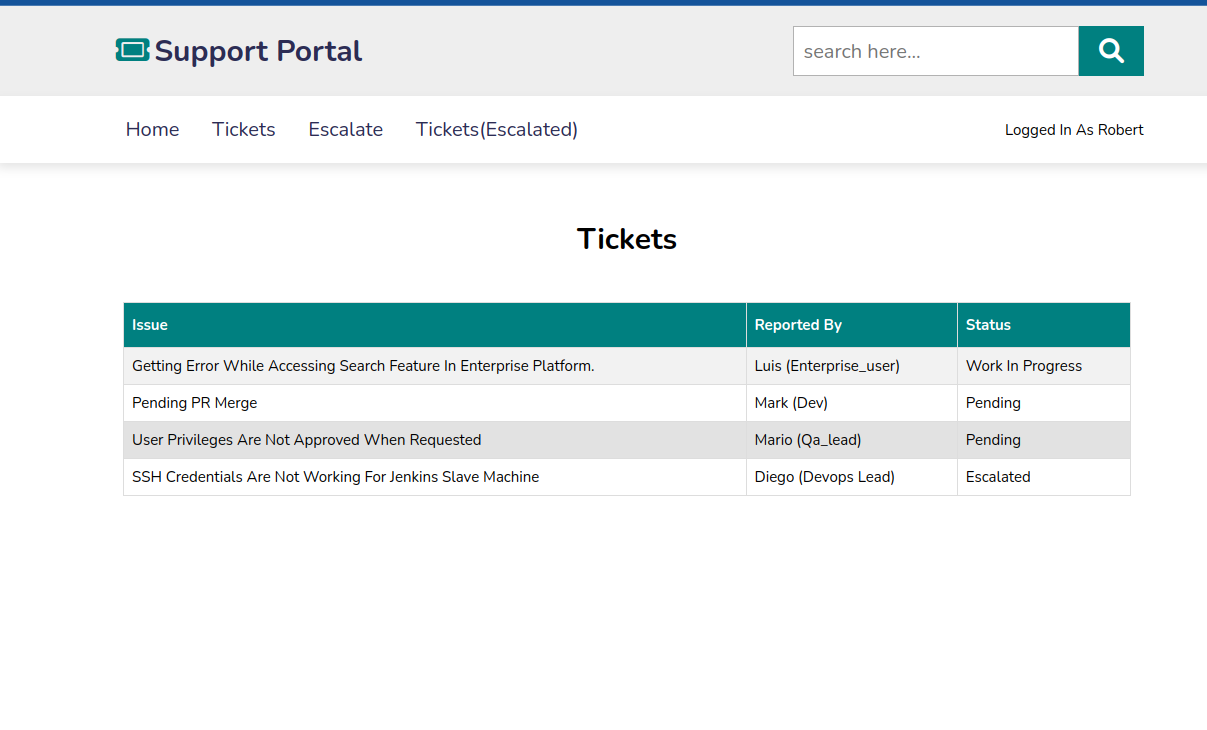 Support Portal
search here...
Home Tickets Escalate Tickets(Escalated) Logged In As Robert
Tickets
Issue Reported By Status
Getting Error While Accessing Search Feature In Enterprise Platform. Luis (Enterprise_user) Work In Progress
Pending PR Merge Mark (Dev) Pending
User Privileges Are Not Approved When Requested Mario (Qa_lead) Pending
SSH Credentials Are Not Working For Jenkins Slave Machine Diego (Devops Lead) Escalated